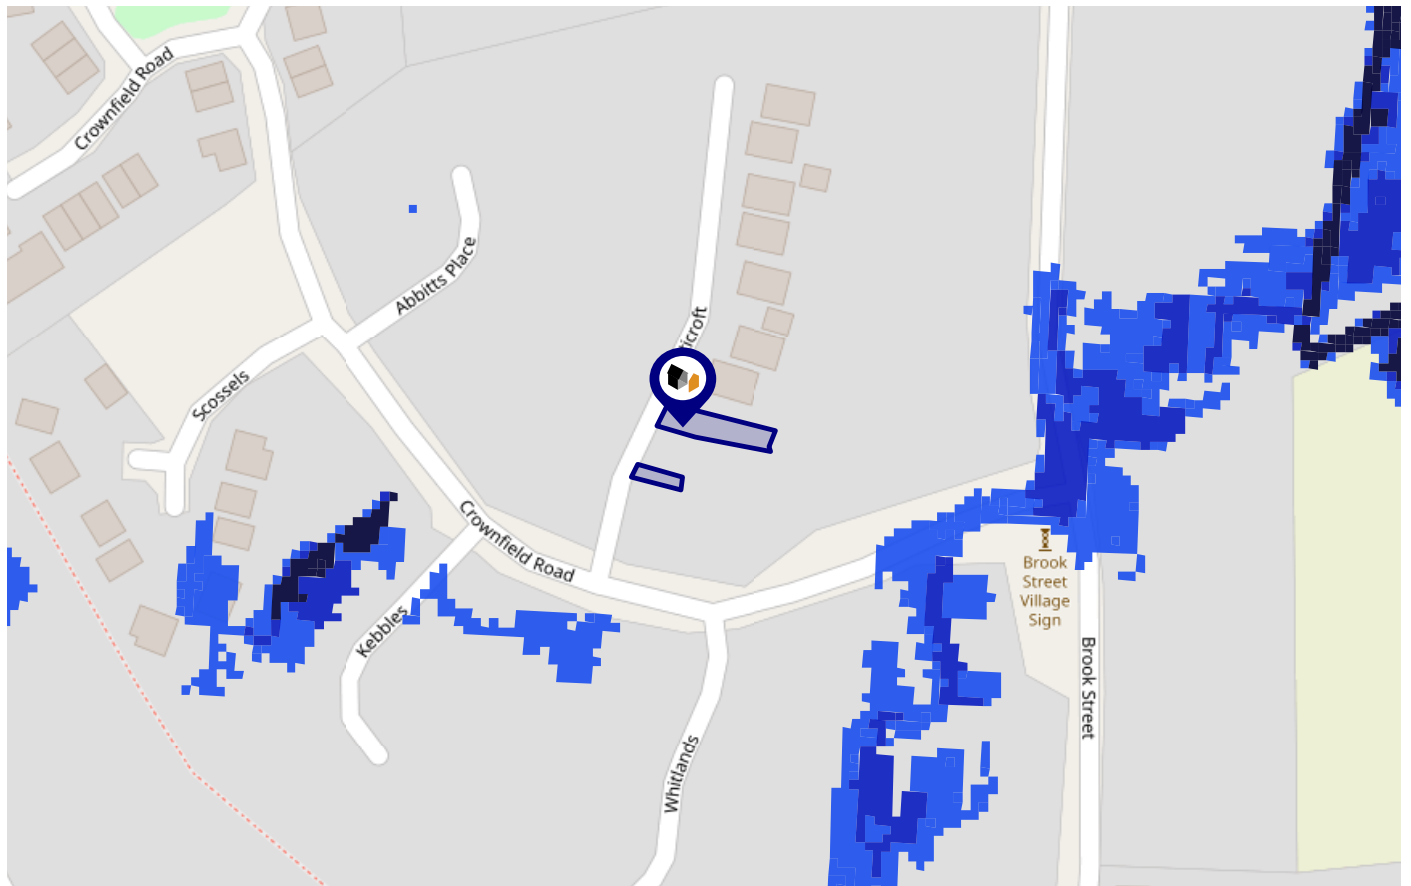 Crownfield Road
Abbitts Place
Scossels
Crownfield Road
Kebbles
Whitlands
Brook
Street
Village
Sign
Brook Street